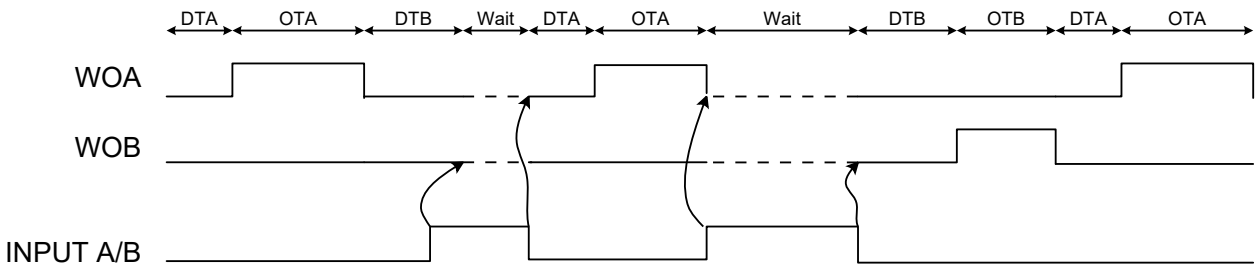 DTA OTA DTB Wait DTA OTA Wait DTB OTB DTA OTA
WOA
WOB
INPUT A/B